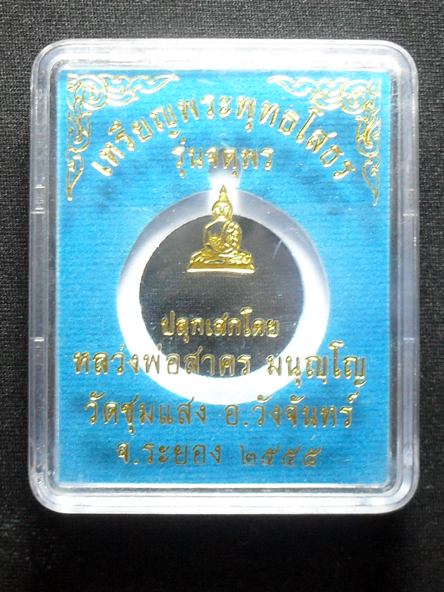 เหรียญพระพุทธโสธร
รุ่นจตุพร
ปลุกเสกโดย
หลวงพ่อสาคร มนุญฺโญ
วัดชุมแสง อ.วังจันทร์
จ.ระยอง ๒๕๕๕